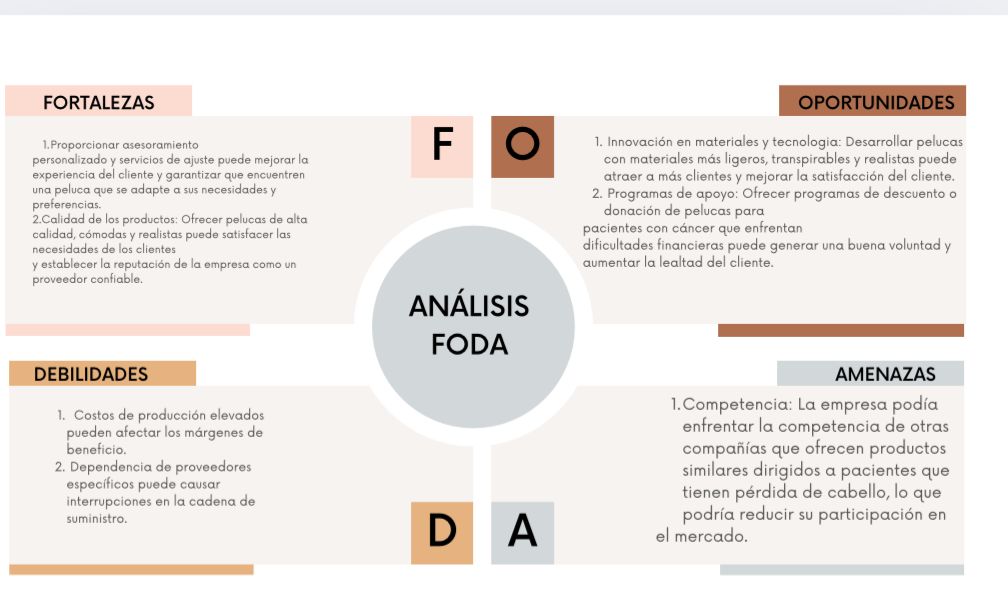 FORTALEZAS
1.Proporcionar asesoramiento
personalizado y servicios de ajuste puede mejorar la
experiencia del cliente y garantizar que encuentren
una peluca que se adapte a sus necesidades y
preferencias.
2.Calidad de los productos: Ofrecer pelucas de alta
calidad, cómodas y realistas puede satisfacer las
necesidades de los clientes
y establecer la reputación de la empresa como un
proveedor confiable.
F
O
OPORTUNIDADES
1. Innovación en materiales y tecnologia: Desarrollar pelucas
con materiales más ligeros, transpirables y realistas puede
atraer a más clientes y mejorar la satisfacción del cliente.
2. Programas de apoyo: Ofrecer programas de descuento o
donación de pelucas para
pacientes con cáncer que enfrentan
dificultades financieras puede generar una buena voluntad y
aumentar la lealtad del cliente.
ANÁLISIS
FODA
DEBILIDADES
1. Costos de producción elevados
pueden afectar los márgenes de
beneficio.
2. Dependencia de proveedores
específicos puede causar
interrupciones en la cadena de
suministro.
D
A
AMENAZAS
1.Competencia: La empresa podía
enfrentar la competencia de otras
compañías que ofrecen productos
similares dirigidos a pacientes que
tienen pérdida de cabello, lo que
podría reducir su participación en
el mercado.